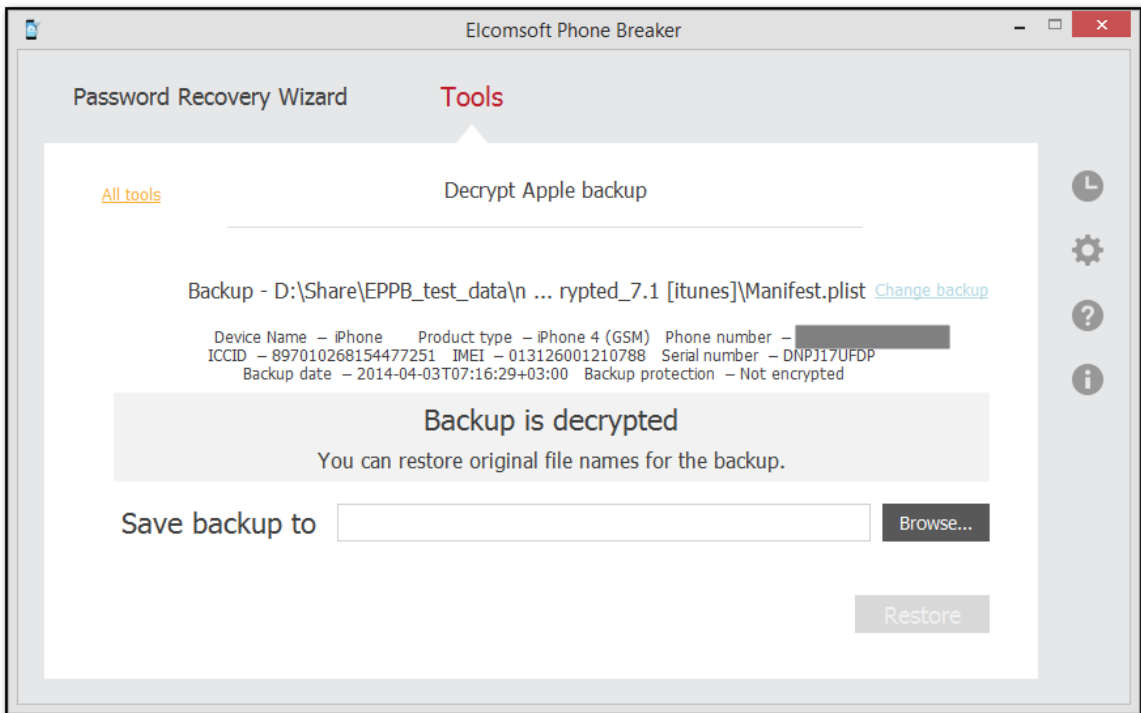 Elcomsoft Phone Breaker
Password Recovery Wizard Tools
All tools Decrypt Apple backup
Backup - D:\Share\EPPB_test_data\n ... rypted_7.1 [itunes]\Manifest.plist Change backup
Device Name – iPhone Product type – iPhone 4 (GSM) Phone number –
ICCID – 897010268154477251 IMEI – 013126001210788 Serial number – DNPJ17UFDP
Backup date – 2014-04-03T07:16:29+03:00 Backup protection – Not encrypted
Backup is decrypted
You can restore original file names for the backup.
Save backup to Browse...
Restore